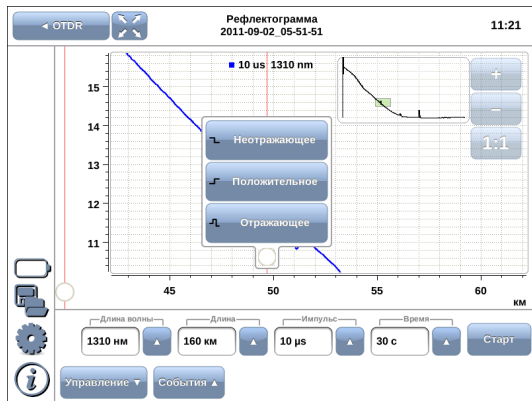 ◄ OTDR
Рефлектограмма
2011-09-02_05-51-51
11:21
10 us 1310 nm
+
−
1:1
15
14
13
12
11
Неотражающее
Положительное
Отражающее
45
50
55
60
км
Длина волны
Длина
Импульс
Время
1310 нм ▲
160 км ▲
10 µs ▲
30 с ▲
Старт
Управление ▼
События ▲